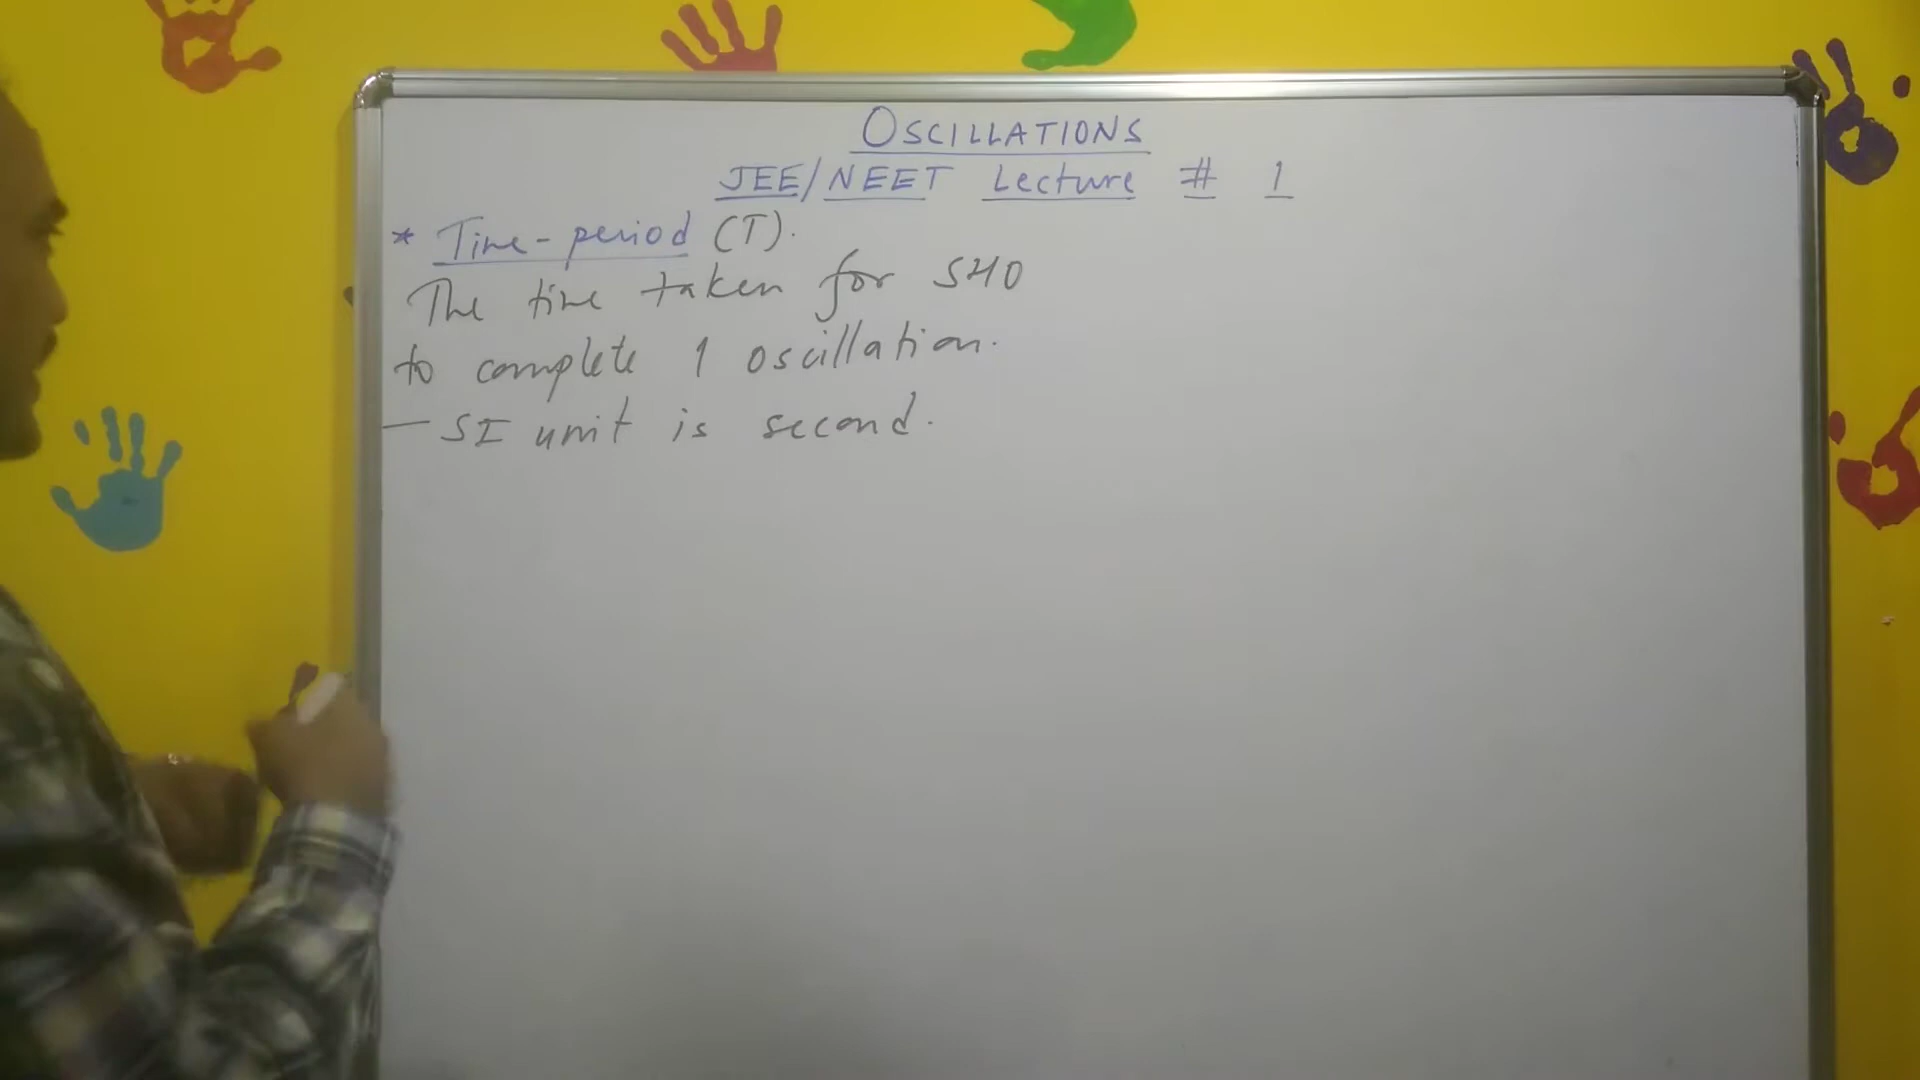 OSCILLATIONS
JEE/NEET Lecture # 1
* Time-period (T).
The time taken for SHO
to complete 1 oscillation.
- SI unit is second.